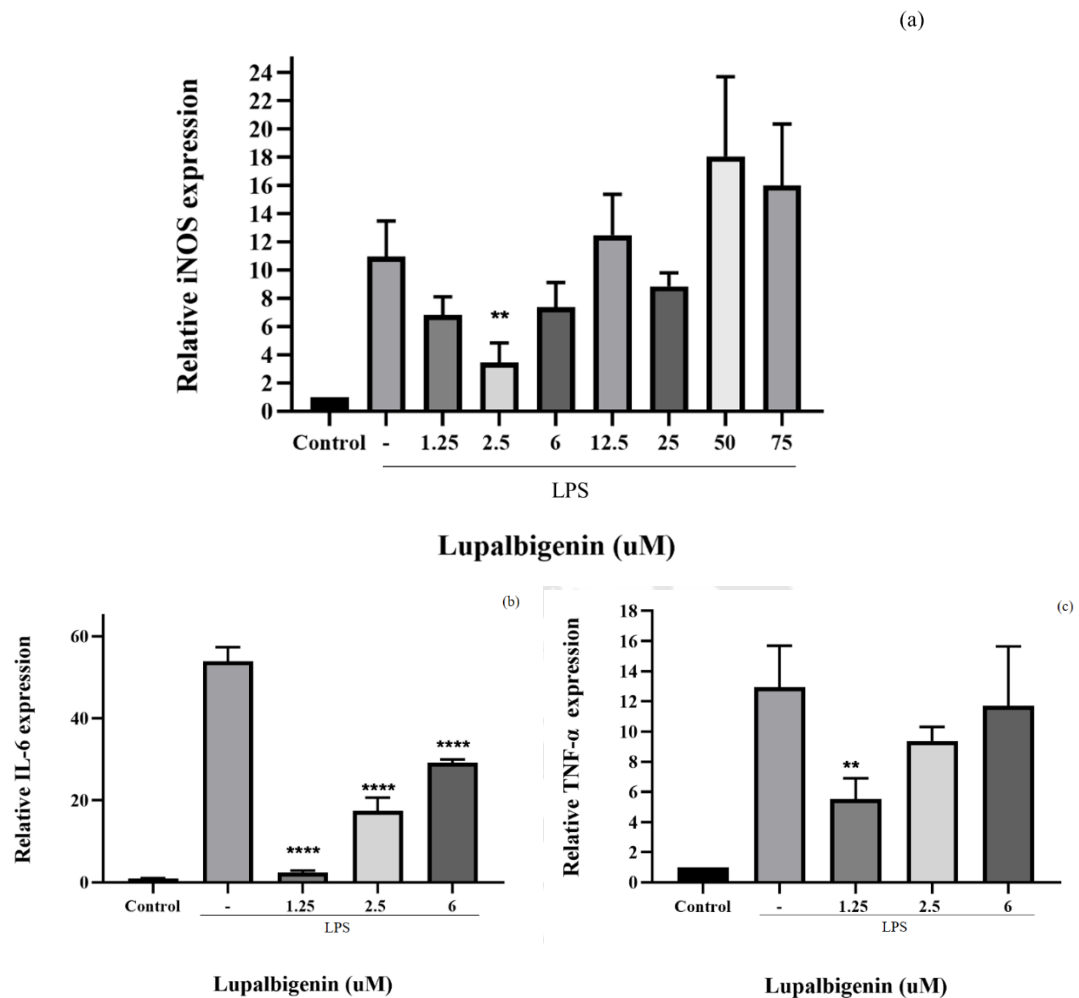 (a)
Relative iNOS expression
24
22
20
18
16
14
12
10
8
6
4
2
0
**
Control - 1.25 2.5 6 12.5 25 50 75
LPS
Lupalbigenin (uM)
(b)
Relative IL-6 expression
60
40
20
0
**** **** ****
Control - 1.25 2.5 6
LPS
Lupalbigenin (uM)
(c)
Relative TNF-α expression
18
16
14
12
10
8
6
4
2
0
**
Control - 1.25 2.5 6
LPS
Lupalbigenin (uM)